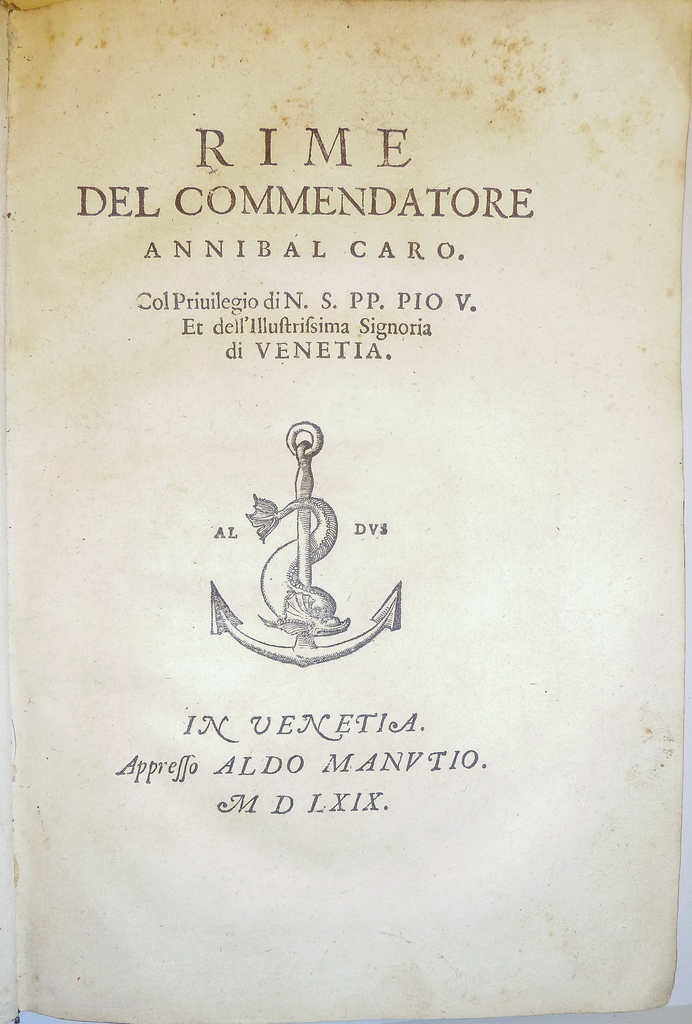 RIME
DEL COMMENDATORE
ANNIBAL CARO.
Col Priuilegio di N. S. PP. PIO V.
Et dell'Illuſtriſsima Signoria
di VENETIA.
AL DVS
IN VENETIA.
Appreſſo ALDO MANVTIO.
M D LXIX.